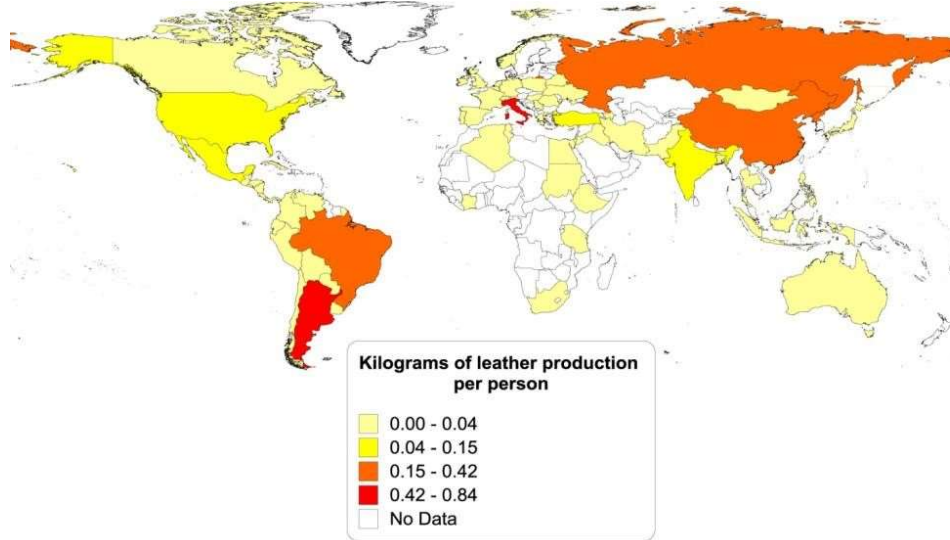 Kilograms of leather production
per person
0.00 - 0.04
0.04 - 0.15
0.15 - 0.42
0.42 - 0.84
No Data